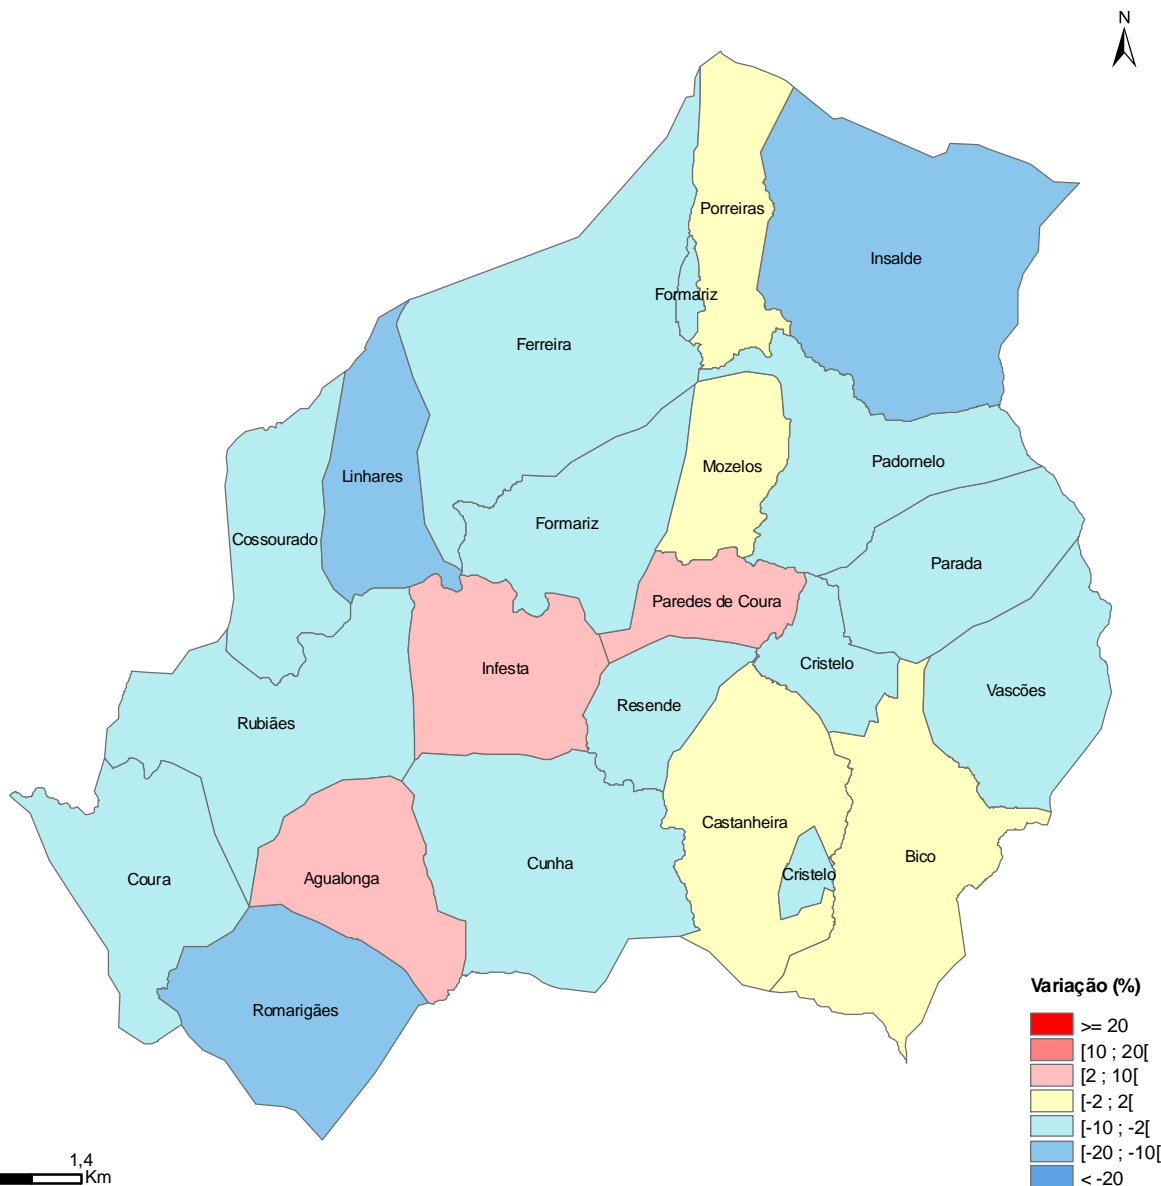 N
Porreiras
Insalde
Formariz
Ferreira
Mozelos
Padornelo
Linhares
Formariz
Cossourado
Parada
Paredes de Coura
Cristelo
Infesta
Vascões
Resende
Rubiães
Castanheira
Bico
Cunha
Cristelo
Coura
Agualonga
Romarigães
Variação (%)
>= 20
[10 ; 20[
[2 ; 10[
[-2 ; 2[
[-10 ; -2[
[-20 ; -10[
< -20
1,4
Km